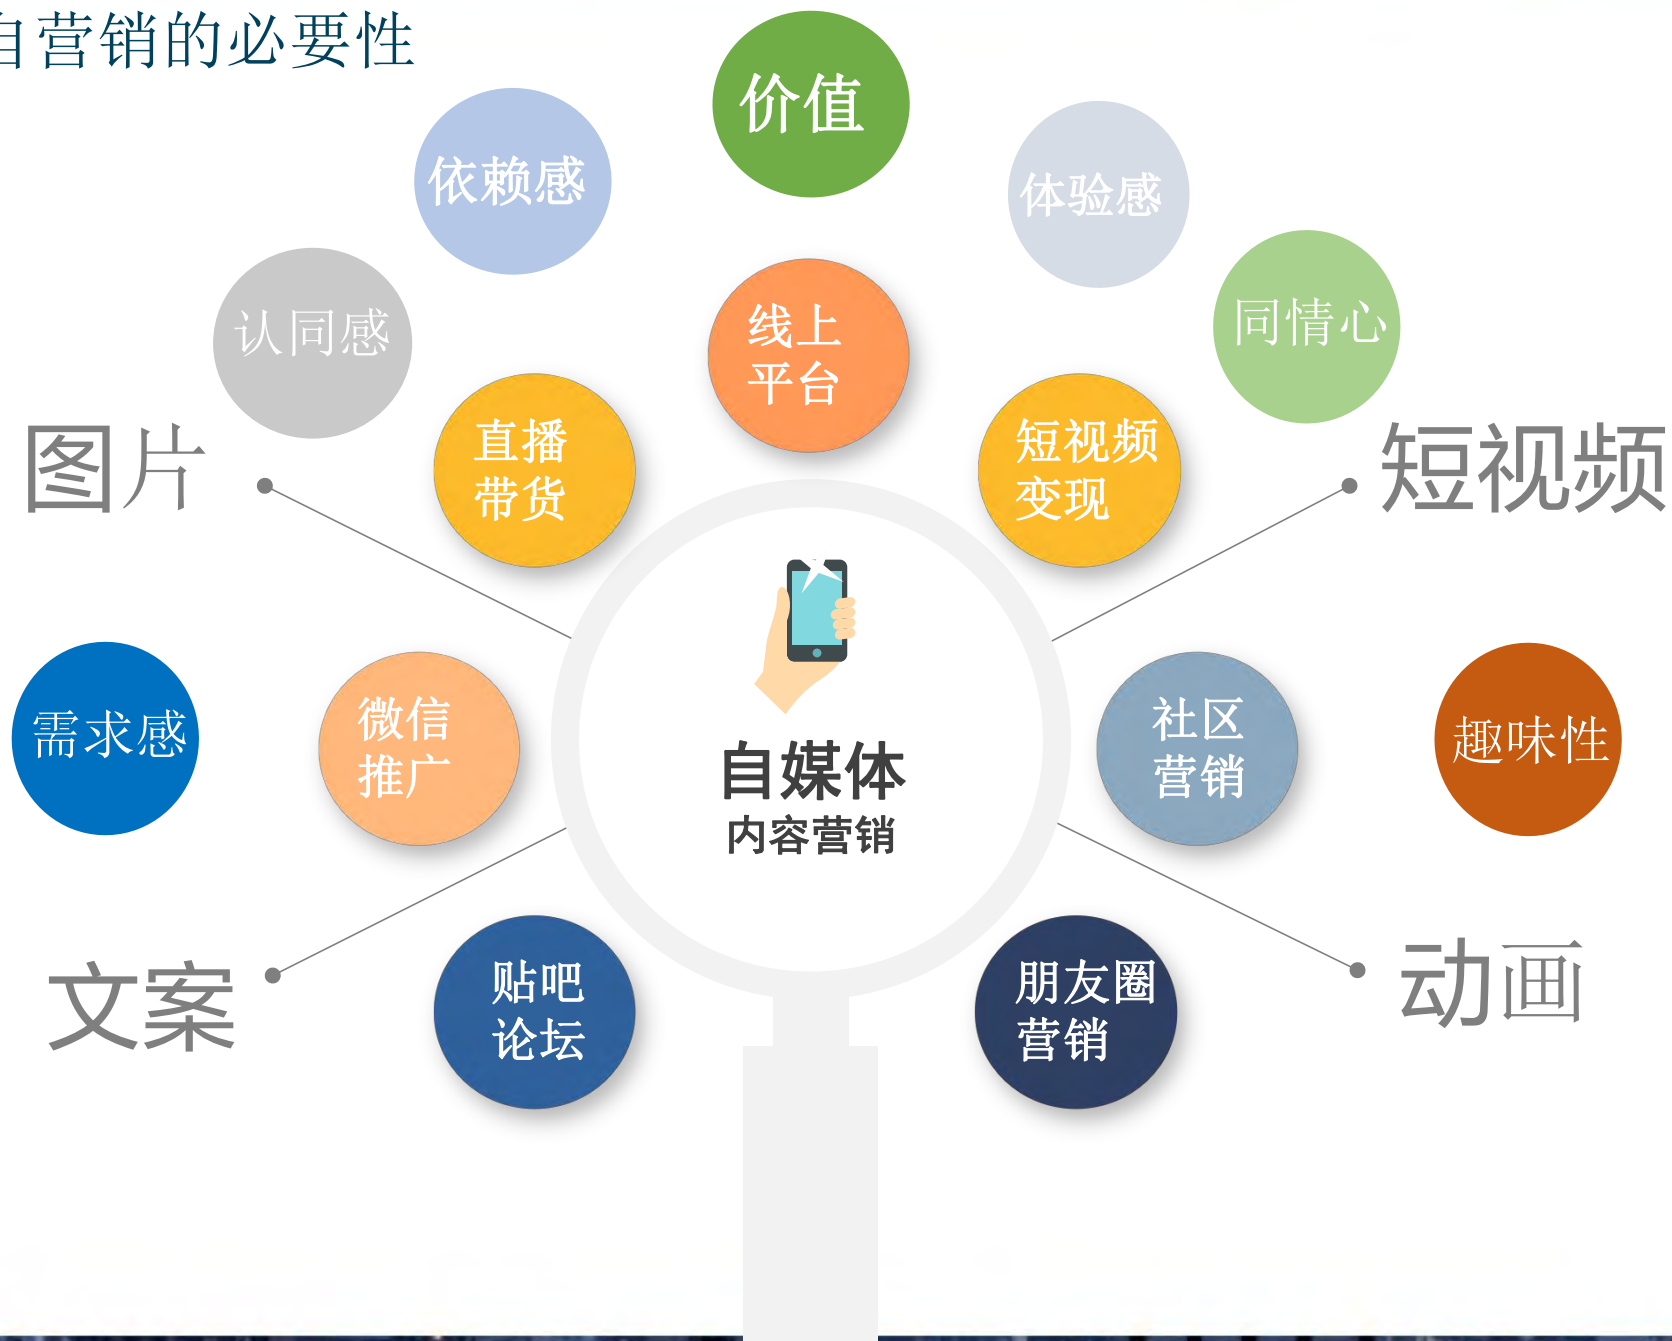 自营销的必要性
价值
依赖感
体验感
认同感
同情心
线上
平台
直播
带货
短视频
变现
图片
短视频
需求感
微信
推广
自媒体
内容营销
社区
营销
趣味性
文案
贴吧
论坛
朋友圈
营销
动画